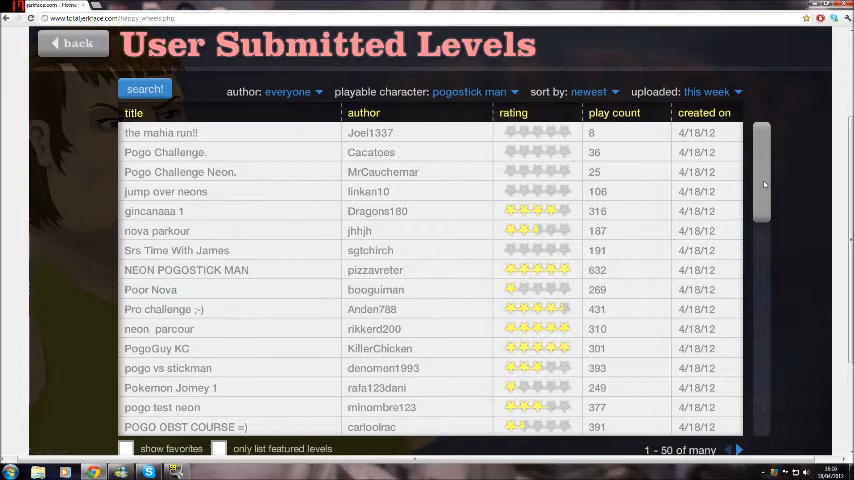 rkface.com/
www.totaljerkface.com/happy_wheels.php
back
User Submitted Levels
search!
author: everyone playable character: pogostick man sort by: newest uploaded: this week
title author rating play count created on
the mahia run!! Joel1337 8 4/18/12
Pogo Challenge. Cacatoes 36 4/18/12
Pogo Challenge Neon. MrCauchemar 25 4/18/12
jump over neons linkan10 106 4/18/12
gincanaaa 1 Dragons180 316 4/18/12
nova parkour jhhjh 187 4/18/12
Srs Time With James sgtchirch 191 4/18/12
NEON POGOSTICK MAN pizzavreter 632 4/18/12
Poor Nova booguiman 269 4/18/12
Pro challenge ;-) Anden788 431 4/18/12
neon parcour rikkerd200 310 4/18/12
PogoGuy KC KillerChicken 301 4/18/12
pogo vs stickman denomen1993 393 4/18/12
Pokemon Jorney 1 rafa123dani 249 4/18/12
pogo test neon minombre123 377 4/18/12
POGO OBST COURSE =) carloolrac 391 4/18/12
show favorites only list featured levels 1 - 50 of many
16:16
18/04/2012